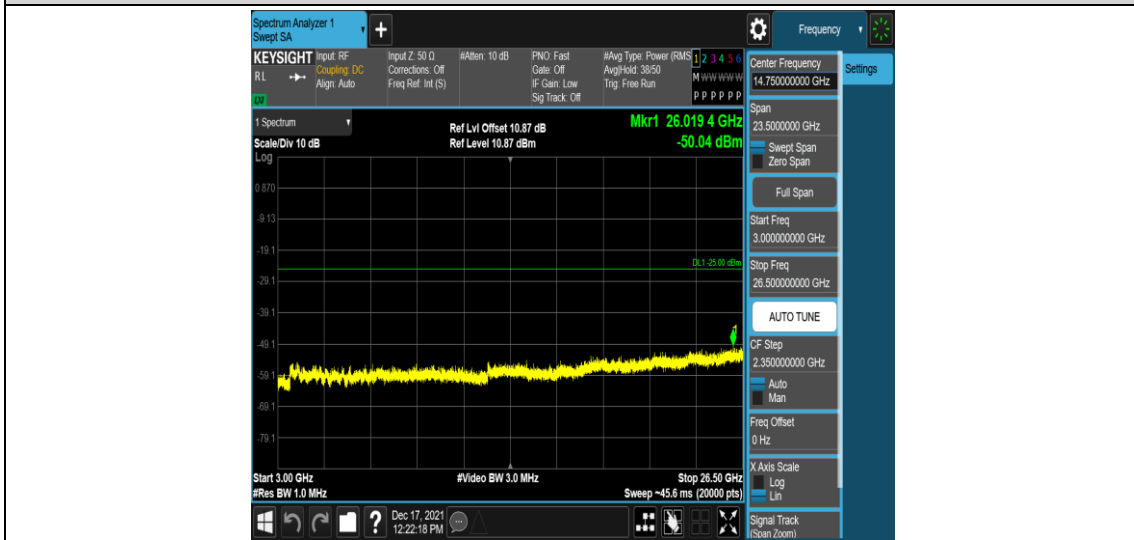 Spectrum Analyzer 1
Swept SA
+
Frequency
KEYSIGHT
RL
Input: RF
Coupling: DC
Align: Auto
Input Z: 50 Ω
Corrections: Off
Freq Ref: Int (S)
#Atten: 10 dB
PNO: Fast
Gate: Off
IF Gain: Low
Sig Track: Off
#Avg Type: Power (RMS
Avg|Hold: 38/50
Trig: Free Run
1 2 3 4 5 6
M W W W W W
P P P P P P
Center Frequency
14.750000000 GHz
Settings
Span
23.5000000 GHz
Swept Span
Zero Span
Full Span
Start Freq
3.000000000 GHz
Stop Freq
26.500000000 GHz
AUTO TUNE
CF Step
2.350000000 GHz
Auto
Man
Freq Offset
0 Hz
X Axis Scale
Log
Lin
Signal Track
(Span Zoom)
1 Spectrum
Scale/Div 10 dB
Log
Ref Lvl Offset 10.87 dB
Ref Level 10.87 dBm
Mkr1 26.019 4 GHz
-50.04 dBm
0.870
-9.13
-19.1
DL1 -25.00 dBm
-29.1
-39.1
-49.1
-59.1
-69.1
-79.1
Start 3.00 GHz
#Video BW 3.0 MHz
Stop 26.50 GHz
#Res BW 1.0 MHz
Sweep ~45.6 ms (20000 pts)
?
Dec 17, 2021
12:22:18 PM